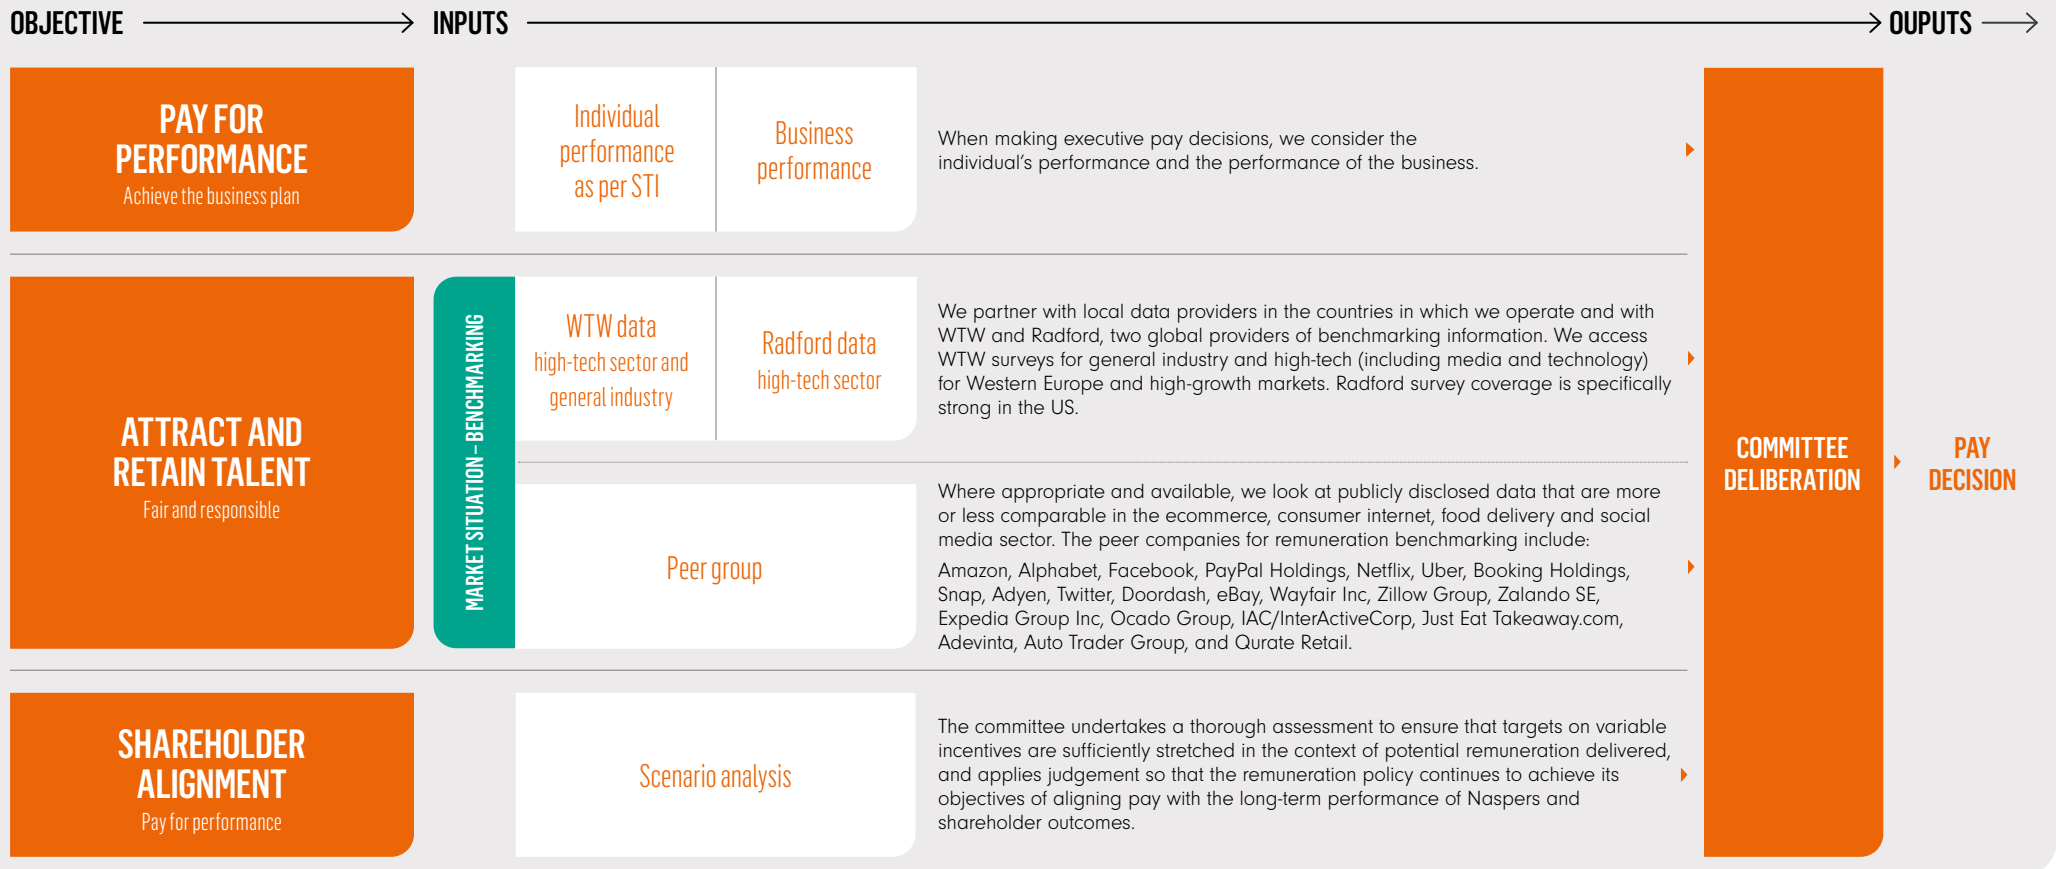 OBJECTIVE
INPUTS
OUPUTS
PAY FOR
PERFORMANCE
Achieve the business plan
Individual
performance
as per STI
Business
performance
When making executive pay decisions, we consider the
individual’s performance and the performance of the business.
ATTRACT AND
RETAIN TALENT
Fair and responsible
MARKET SITUATION – BENCHMARKING
WTW data
high-tech sector and
general industry
Radford data
high-tech sector
We partner with local data providers in the countries in which we operate and with
WTW and Radford, two global providers of benchmarking information. We access
WTW surveys for general industry and high-tech (including media and technology)
for Western Europe and high-growth markets. Radford survey coverage is specifically
strong in the US.
Peer group
Where appropriate and available, we look at publicly disclosed data that are more
or less comparable in the ecommerce, consumer internet, food delivery and social
media sector. The peer companies for remuneration benchmarking include:
Amazon, Alphabet, Facebook, PayPal Holdings, Netflix, Uber, Booking Holdings,
Snap, Adyen, Twitter, Doordash, eBay, Wayfair Inc, Zillow Group, Zalando SE,
Expedia Group Inc, Ocado Group, IAC/InterActiveCorp, Just Eat Takeaway.com,
Adevinta, Auto Trader Group, and Qurate Retail.
SHAREHOLDER
ALIGNMENT
Pay for performance
Scenario analysis
The committee undertakes a thorough assessment to ensure that targets on variable
incentives are sufficiently stretched in the context of potential remuneration delivered,
and applies judgement so that the remuneration policy continues to achieve its
objectives of aligning pay with the long-term performance of Naspers and
shareholder outcomes.
COMMITTEE
DELIBERATION
PAY
DECISION